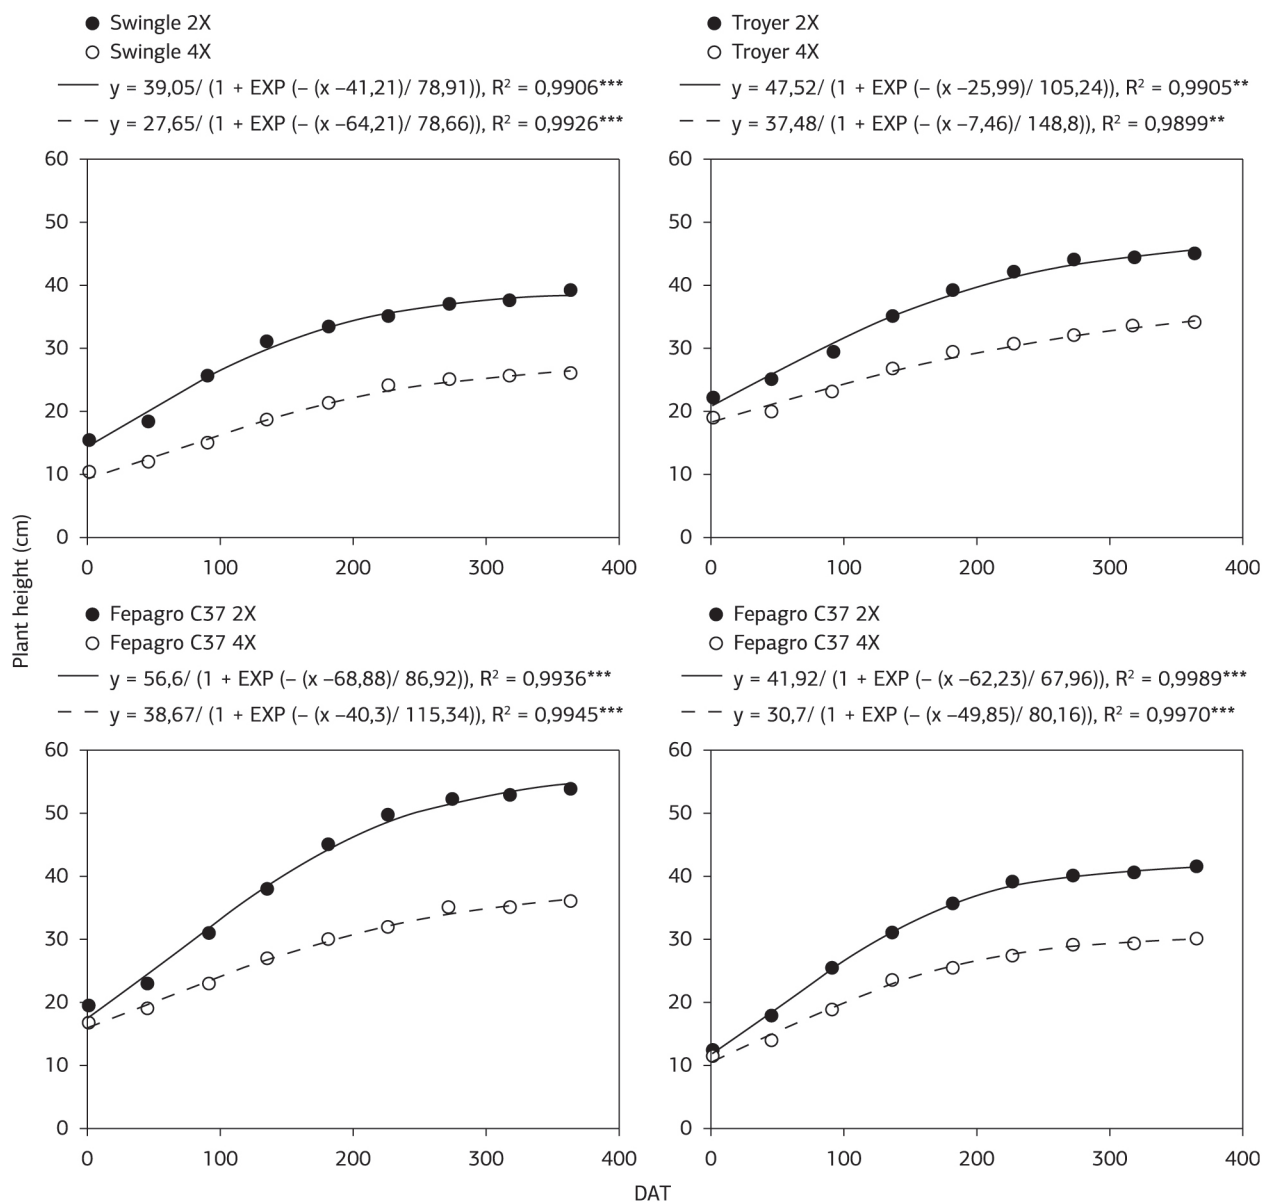 Swingle 2X
Swingle 4X
y = 39,05/ (1 + EXP (– (x –41,21)/ 78,91)), R² = 0,9906***
y = 27,65/ (1 + EXP (– (x –64,21)/ 78,66)), R² = 0,9926***
60
50
40
30
20
10
0
0 100 200 300 400
Troyer 2X
Troyer 4X
y = 47,52/ (1 + EXP (– (x –25,99)/ 105,24)), R² = 0,9905**
y = 37,48/ (1 + EXP (– (x –7,46)/ 148,8)), R² = 0,9899**
60
50
40
30
20
10
0
0 100 200 300 400
Plant height (cm)
Fepagro C37 2X
Fepagro C37 4X
y = 56,6/ (1 + EXP (– (x –68,88)/ 86,92)), R² = 0,9936***
y = 38,67/ (1 + EXP (– (x –40,3)/ 115,34)), R² = 0,9945***
60
50
40
30
20
10
0
0 100 200 300 400
Fepagro C37 2X
Fepagro C37 4X
y = 41,92/ (1 + EXP (– (x –62,23)/ 67,96)), R² = 0,9989***
y = 30,7/ (1 + EXP (– (x –49,85)/ 80,16)), R² = 0,9970***
60
50
40
30
20
10
0
0 100 200 300 400
DAT